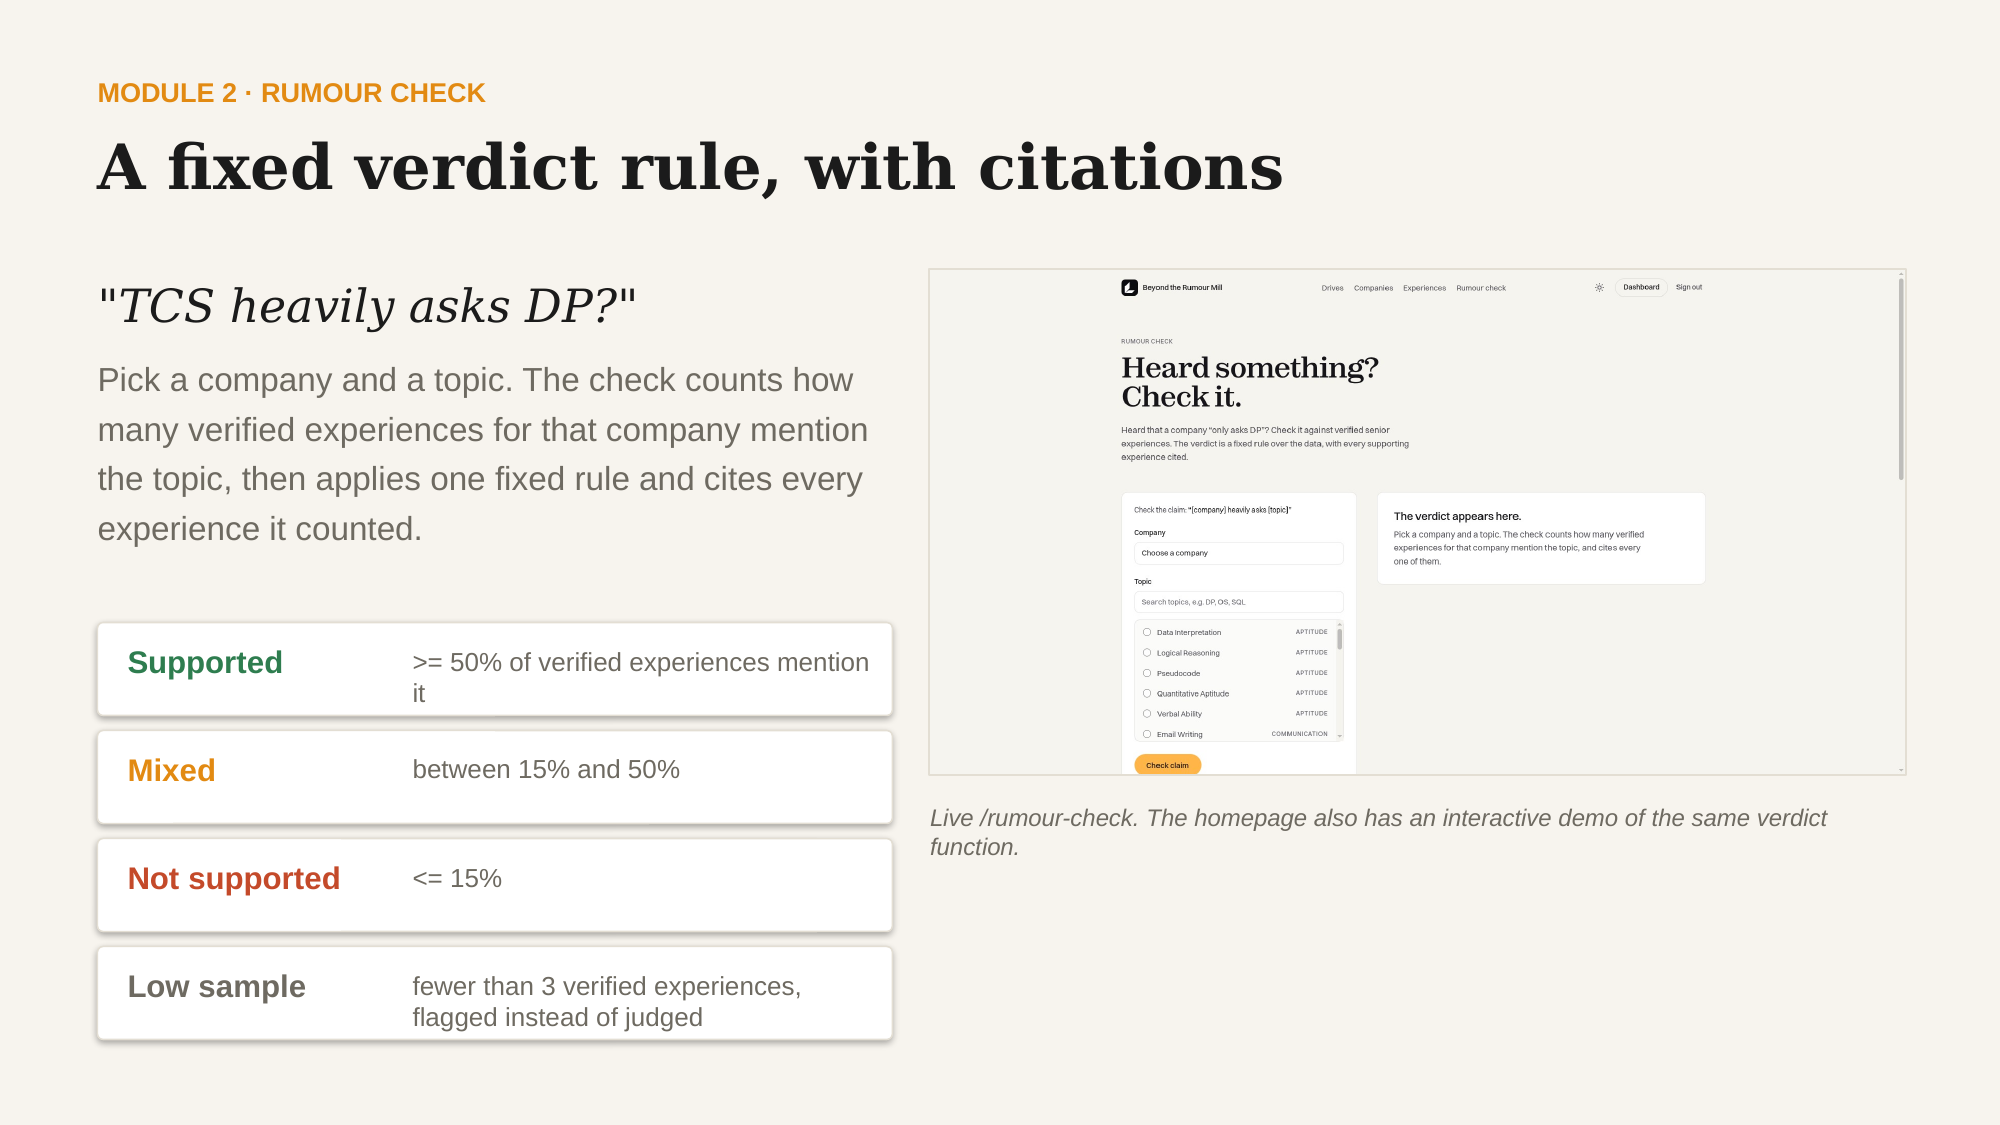 MODULE 2 · RUMOUR CHECK
A fixed verdict rule, with citations
"TCS heavily asks DP?"
Pick a company and a topic. The check counts how
many verified experiences for that company mention
the topic, then applies one fixed rule and cites every
experience it counted.
Supported
>= 50% of verified experiences mention
it
Mixed
between 15% and 50%
Not supported
<= 15%
Low sample
fewer than 3 verified experiences,
flagged instead of judged
Beyond the Rumour Mill
Drives Companies Experiences Rumour check
Dashboard Sign out
RUMOUR CHECK
Heard something?
Check it.
Heard that a company “only asks DP”? Check it against verified senior
experiences. The verdict is a fixed rule over the data, with every supporting
experience cited.
Check the claim: “[company] heavily asks [topic]”
Company
Choose a company
Topic
Search topics, e.g. DP, OS, SQL
Data Interpretation APTITUDE
Logical Reasoning APTITUDE
Pseudocode APTITUDE
Quantitative Aptitude APTITUDE
Verbal Ability APTITUDE
Email Writing COMMUNICATION
Check claim
The verdict appears here.
Pick a company and a topic. The check counts how many verified
experiences for that company mention the topic, and cites every
one of them.
Live /rumour-check. The homepage also has an interactive demo of the same verdict
function.